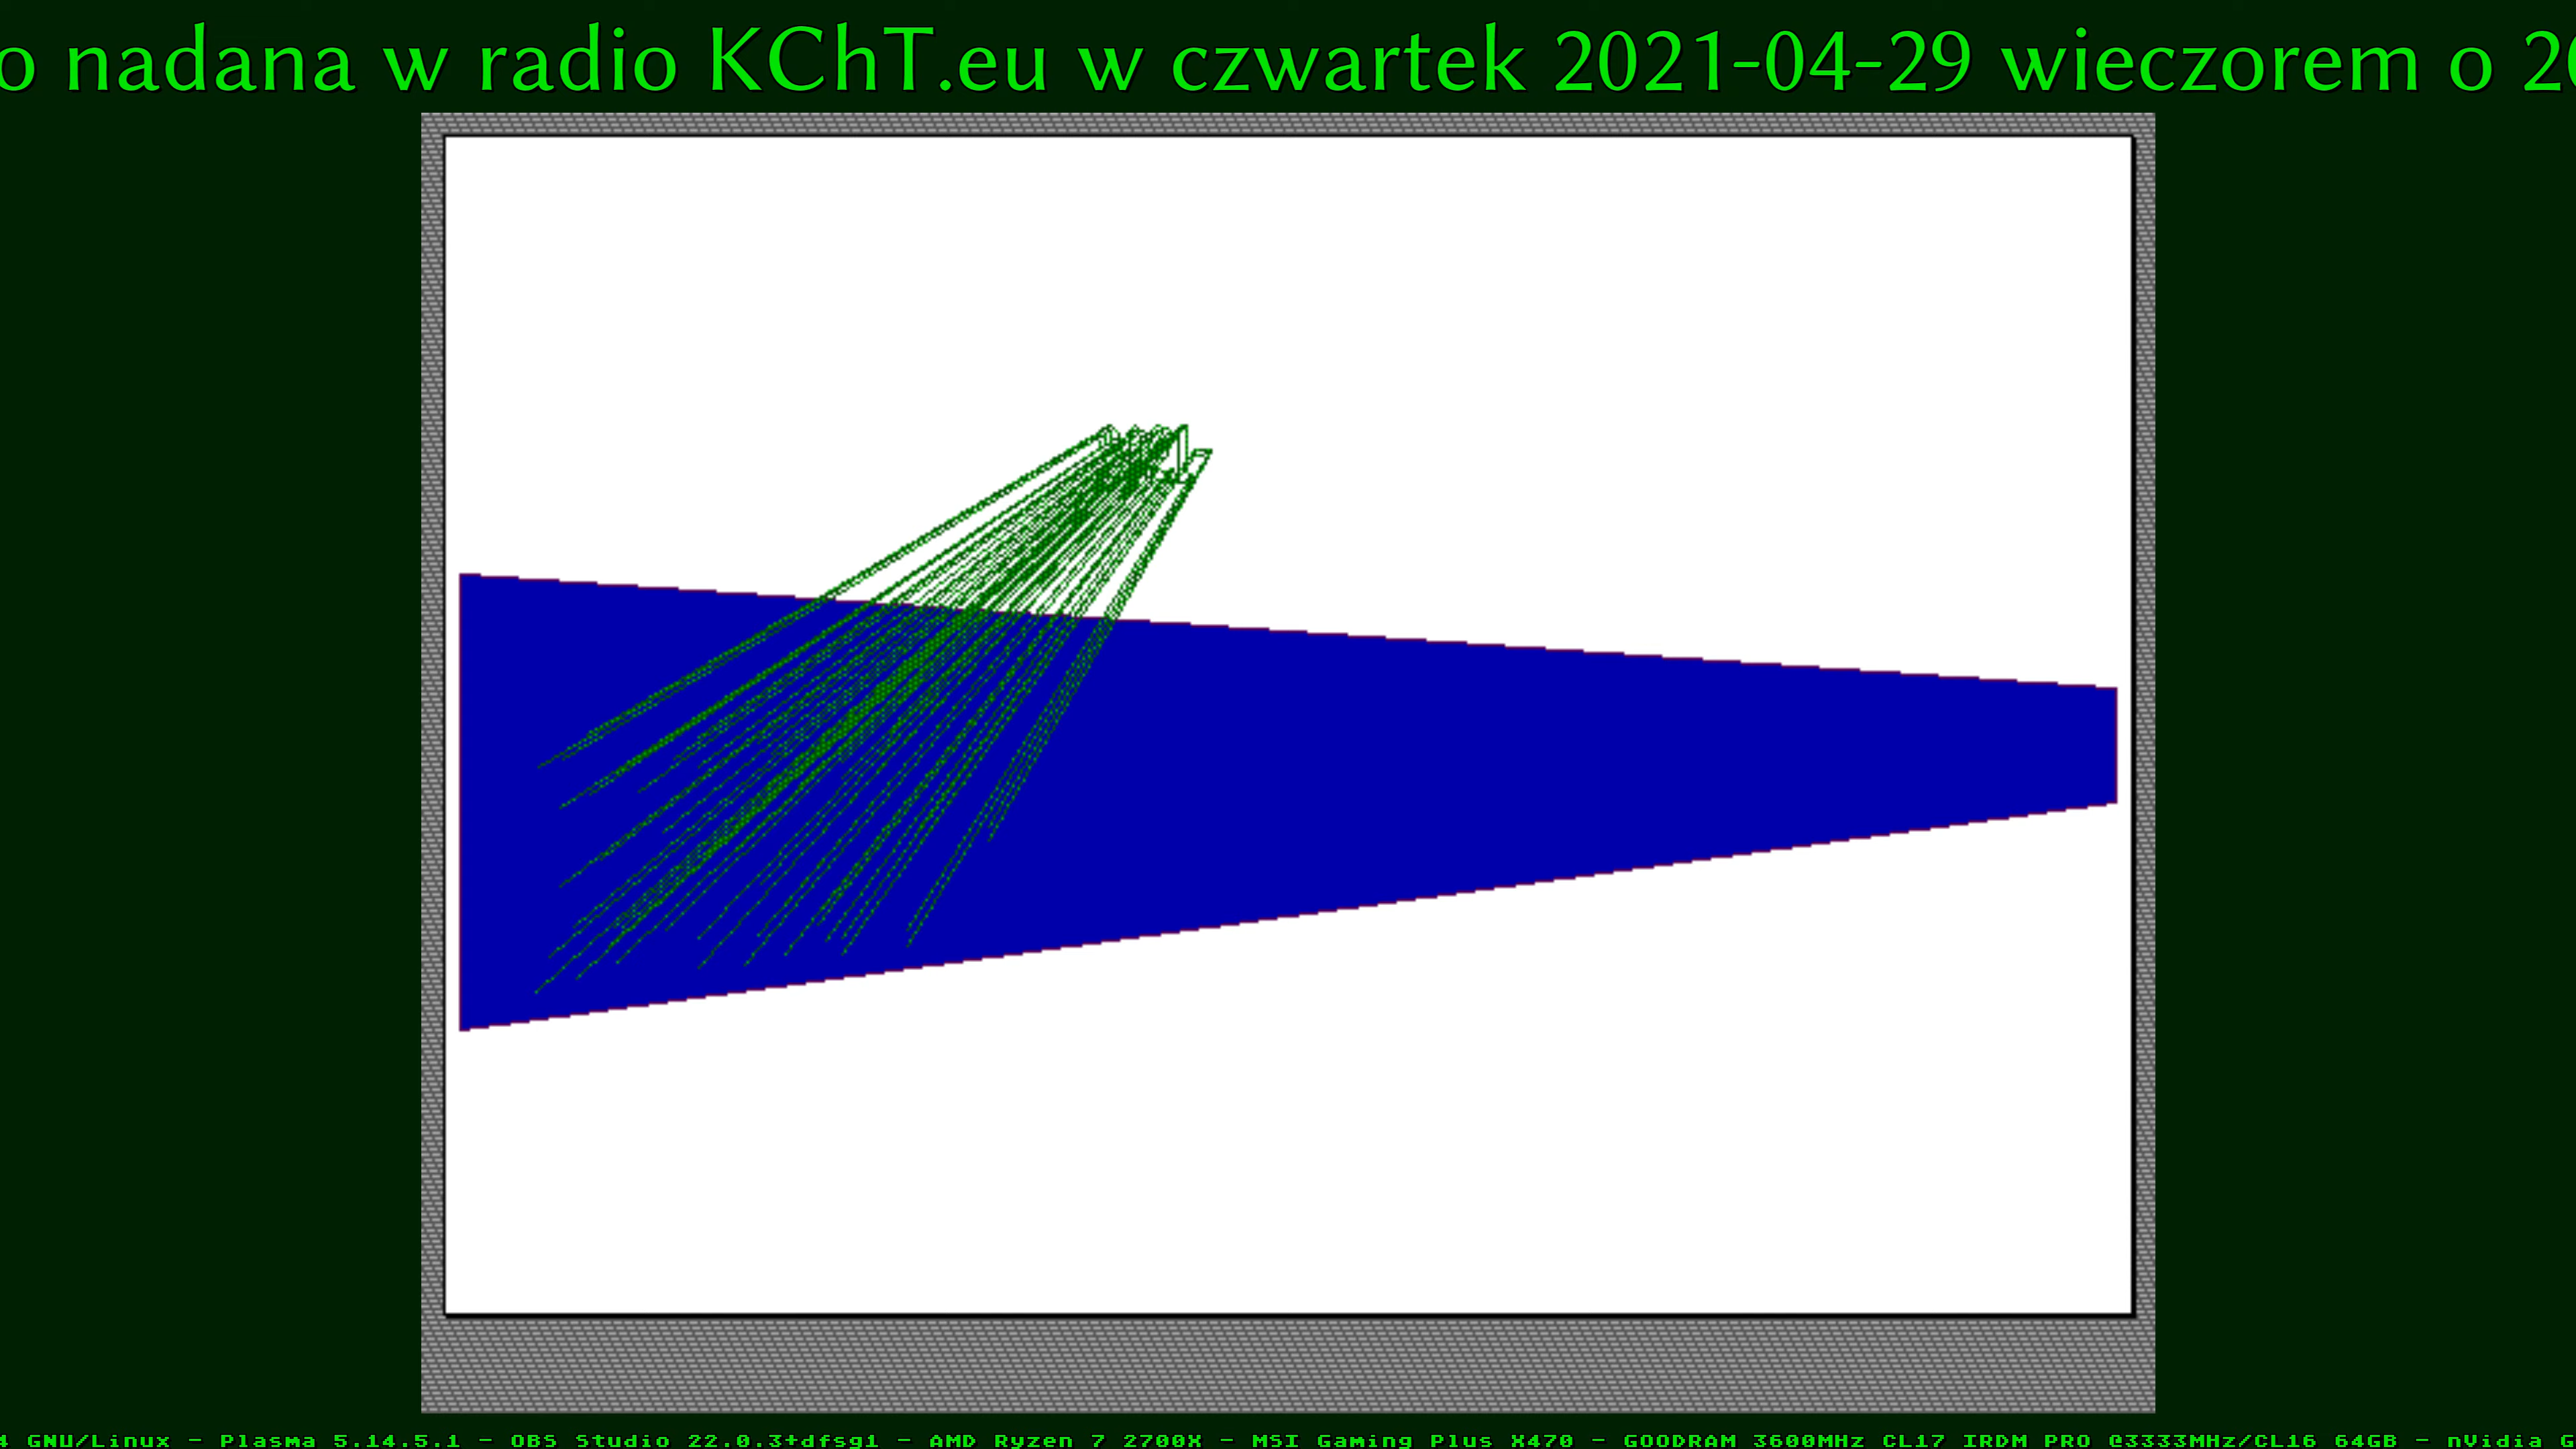 o nadana w radio KChT.eu w czwartek 2021-04-29 wieczorem o 20
4 GNU/Linux - Plasma 5.14.5.1 - OBS Studio 22.0.3+dfsg1 - AMD Ryzen 7 2700X - MSI Gaming Plus X470 - GOODRAM 3600MHz CL17 IRDM PRO @3333MHz/CL16 64GB - nVidia